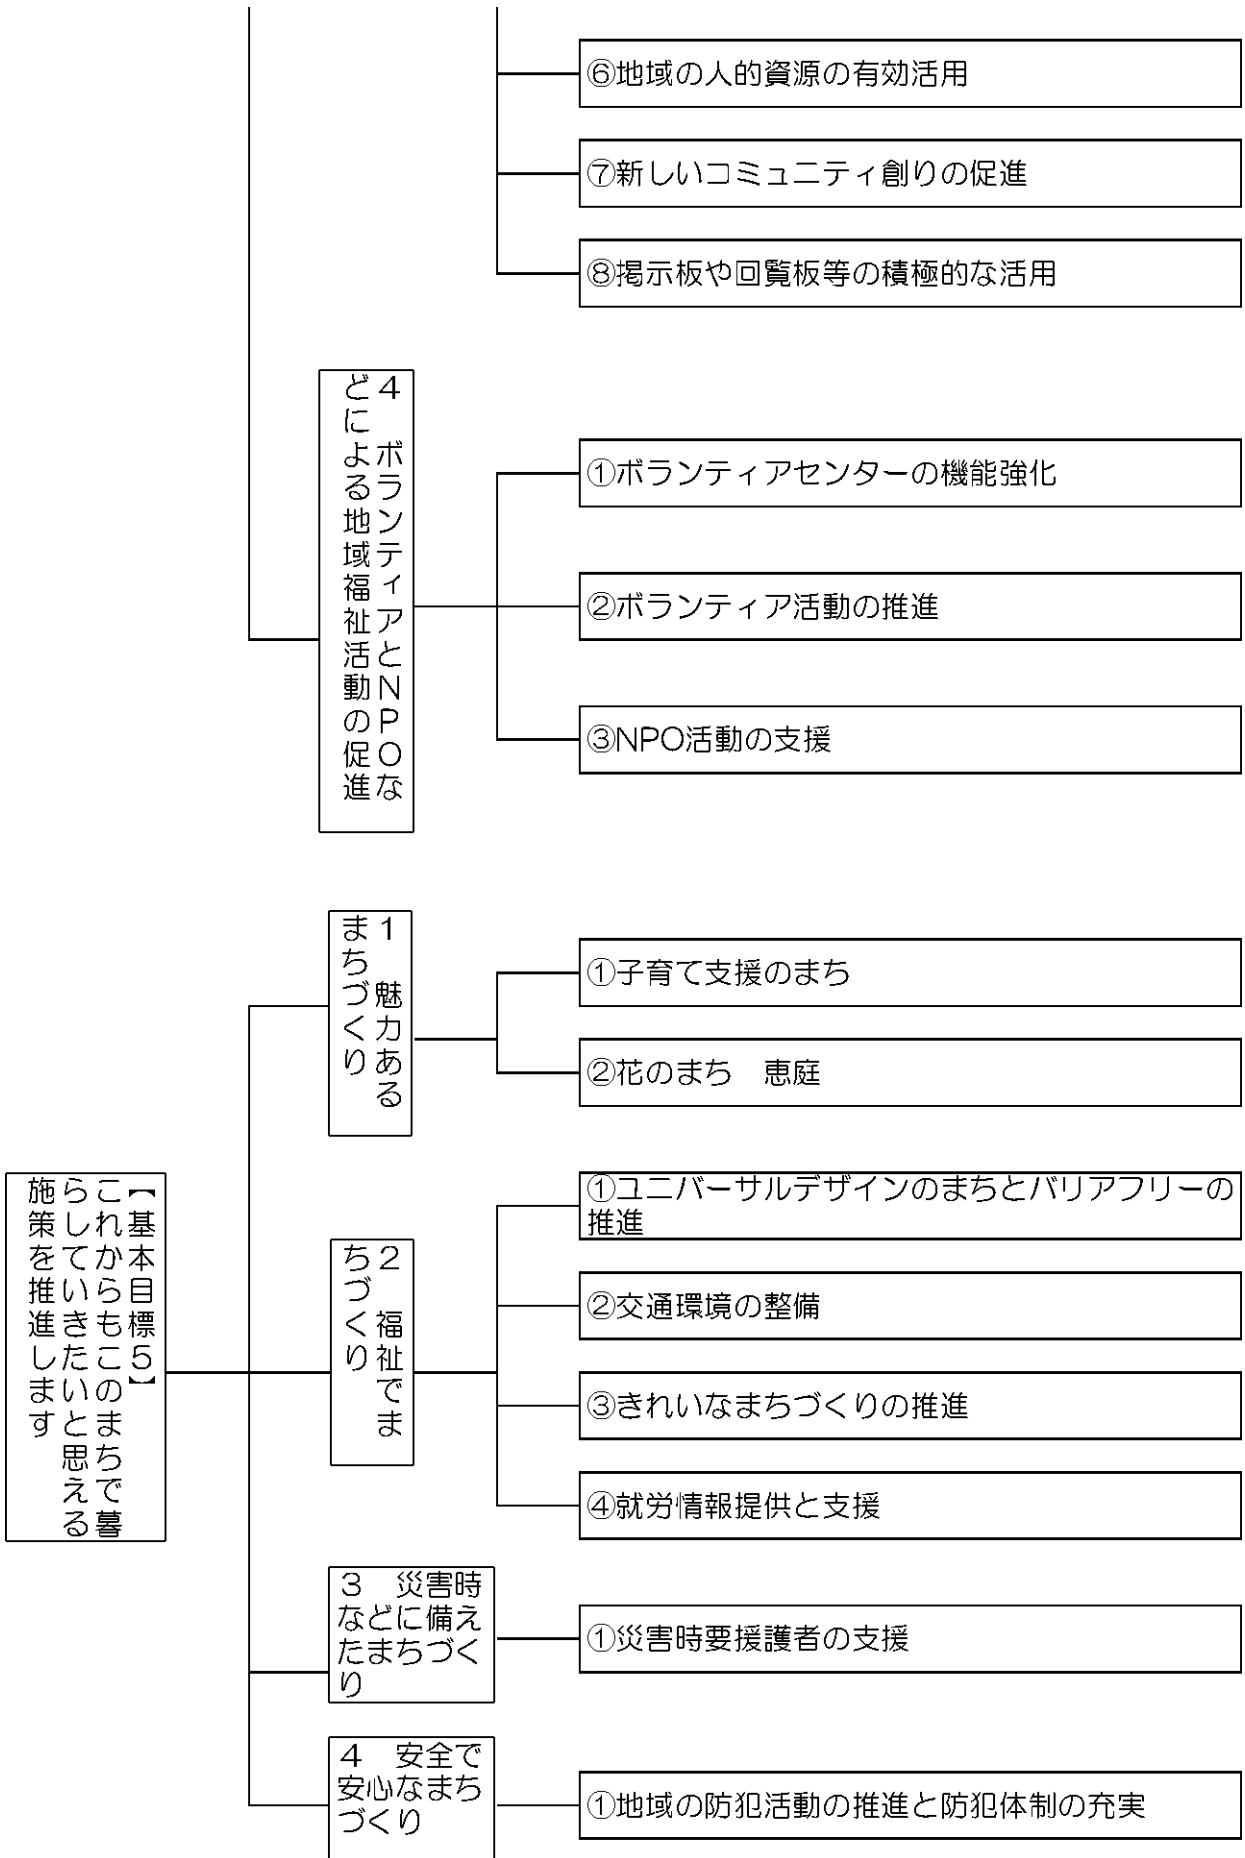 ⑥地域の人的資源の有効活用
⑦新しいコミュニティ創りの促進
⑧掲示板や回覧板等の積極的な活用
４　ボランティアとＮＰＯな
どによる地域福祉活動の促進
①ボランティアセンターの機能強化
②ボランティア活動の推進
③NPO活動の支援
【基本目標５】
これからもこのまちで暮
らしていきたいと思える
施策を推進します
１　魅力ある
まちづくり
①子育て支援のまち
②花のまち　恵庭
２　福祉でま
ちづくり
①ユニバーサルデザインのまちとバリアフリーの
推進
②交通環境の整備
③きれいなまちづくりの推進
④就労情報提供と支援
３　災害時
などに備え
たまちづく
り
①災害時要援護者の支援
４　安全で
安心なまち
づくり
①地域の防犯活動の推進と防犯体制の充実